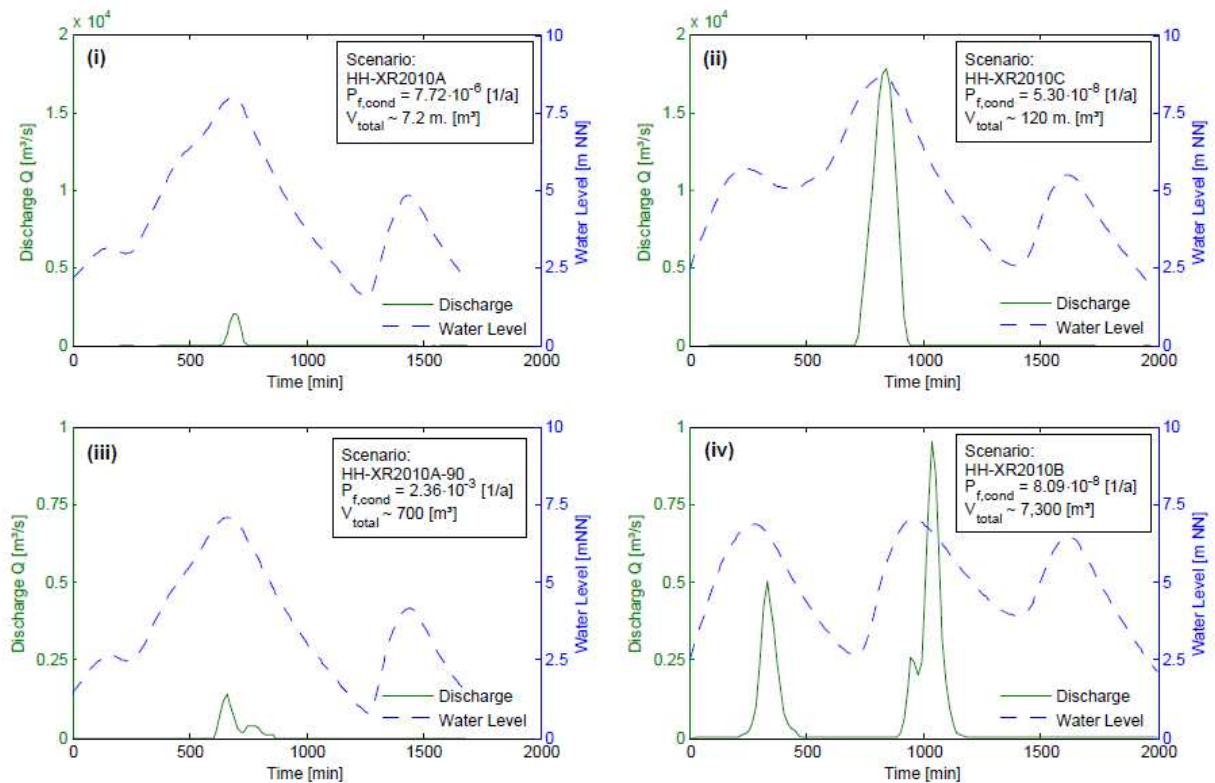 x 10⁴
(i)
Scenario:
HH-XR2010A
P_f,cond = 7.72·10⁻⁶ [1/a]
V_total ~ 7.2 m. [m³]
Discharge Q [m³/s]
2
1.5
1
0.5
0
Water Level [m NN]
10
7.5
5
2.5
0
Discharge
Water Level
0 500 1000 1500 2000
Time [min]
x 10⁴
(ii)
Scenario:
HH-XR2010C
P_f,cond = 5.30·10⁻⁸ [1/a]
V_total ~ 120 m. [m³]
Discharge Q [m³/s]
2
1.5
1
0.5
0
Water Level [m NN]
10
7.5
5
2.5
0
Discharge
Water Level
0 500 1000 1500 2000
Time [min]
(iii)
Scenario:
HH-XR2010A-90
P_f,cond = 2.36·10⁻³ [1/a]
V_total ~ 700 [m³]
Discharge Q [m³/s]
1
0.75
0.5
0.25
0
Water Level [mNN]
10
7.5
5
2.5
0
Discharge
Water Level
0 500 1000 1500 2000
Time [min]
(iv)
Scenario:
HH-XR2010B
P_f,cond = 8.09·10⁻⁸ [1/a]
V_total ~ 7,300 [m³]
Discharge Q [m³/s]
1
0.75
0.5
0.25
0
Water Level [m NN]
10
7.5
5
2.5
0
Discharge
Water Level
0 500 1000 1500 2000
Time [min]